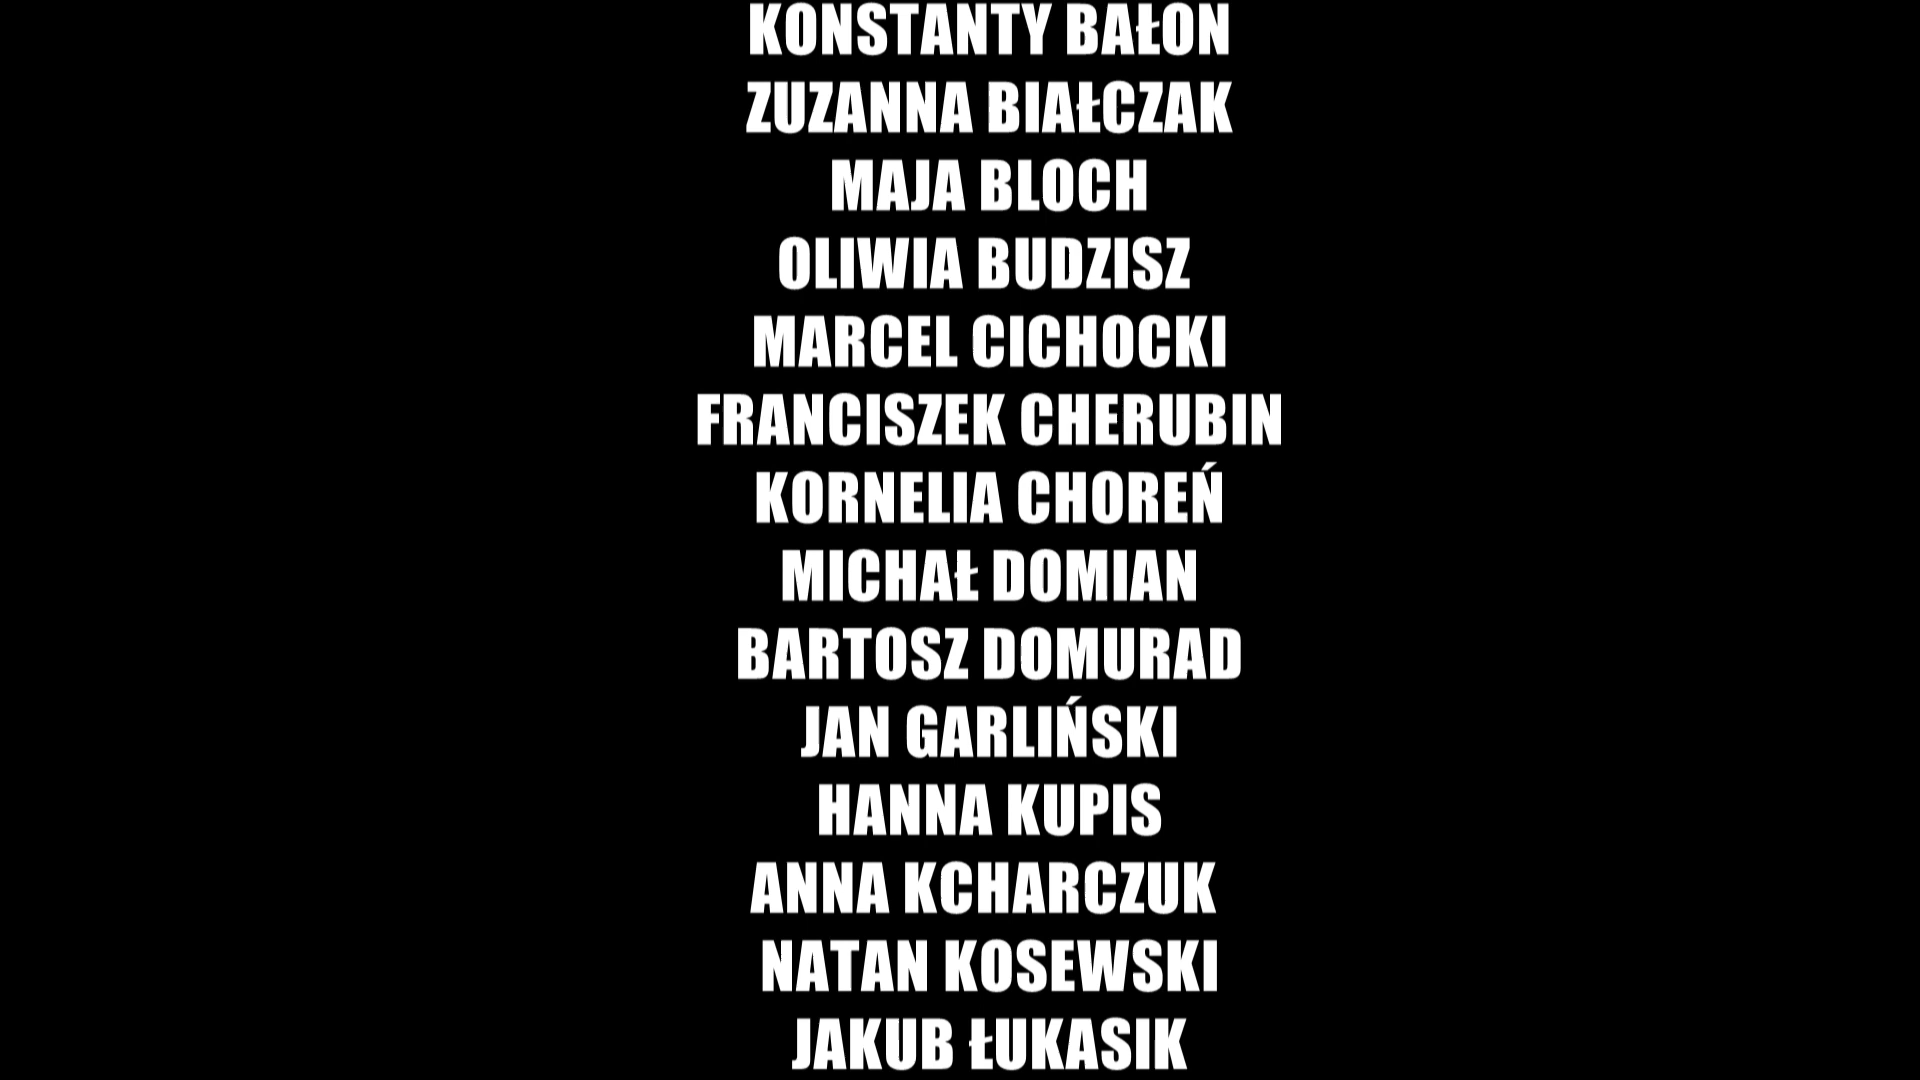 KONSTANTY BAŁON
ZUZANNA BIAŁCZAK
MAJA BLOCH
OLIWIA BUDZISZ
MARCEL CICHOCKI
FRANCISZEK CHERUBIN
KORNELIA CHOREŃ
MICHAŁ DOMIAN
BARTOSZ DOMURAD
JAN GARLIŃSKI
HANNA KUPIS
ANNA KCHARCZUK
NATAN KOSEWSKI
JAKUB ŁUKASIK